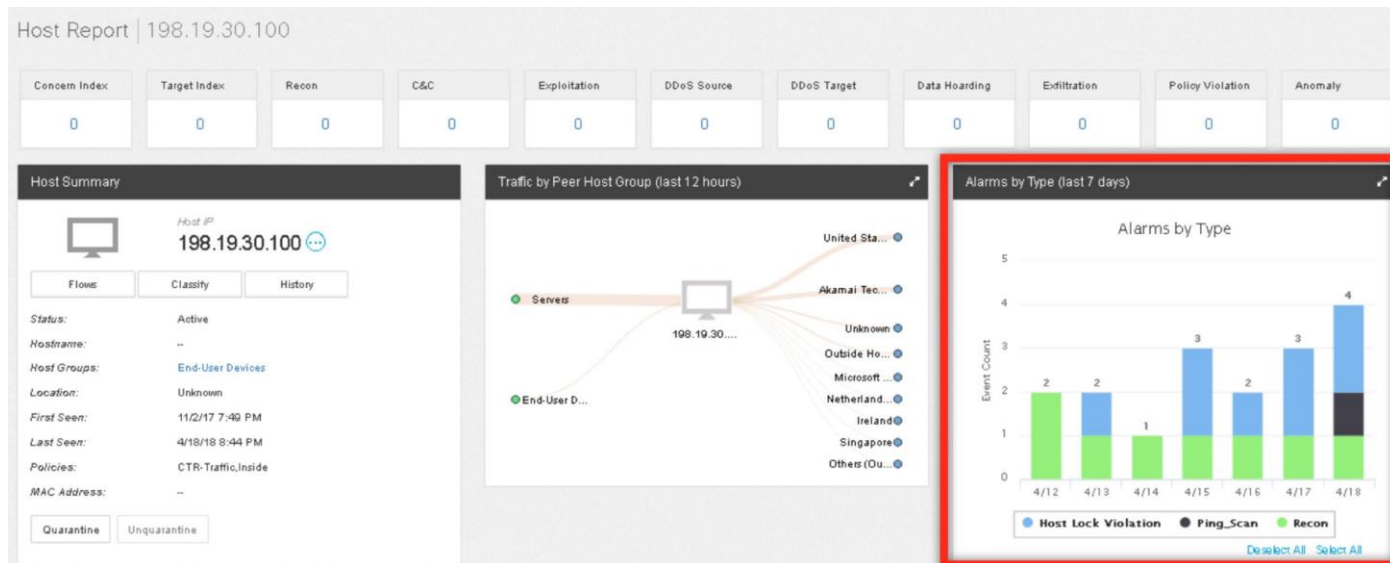 Host Report | 198.19.30.100
Concern Index Target Index Recon C&C Exploitation DDoS Source DDoS Target Data Hoarding Exfiltration Policy Violation Anomaly
0 0 0 0 0 0 0 0 0 0 0
Host Summary
Host IP
198.19.30.100
Flows Classify History
Status: Active
Hostname: --
Host Groups: End-User Devices
Location: Unknown
First Seen: 11/2/17 7:49 PM
Last Seen: 4/18/18 8:44 PM
Policies: CTR-Traffic,Inside
MAC Address: --
Quarantine Unquarantine
Traffic by Peer Host Group (last 12 hours)
Servers
End-User D...
198.19.30....
United Sta...
Akamai Tec...
Unknown
Outside Ho...
Microsoft ...
Netherland...
Ireland
Singapore
Others (Ou...
Alarms by Type (last 7 days)
Alarms by Type
Event Count
5
4
3
2
1
0
2 2 1 3 2 3 4
4/12 4/13 4/14 4/15 4/16 4/17 4/18
Host Lock Violation Ping_Scan Recon
Deselect All Select All